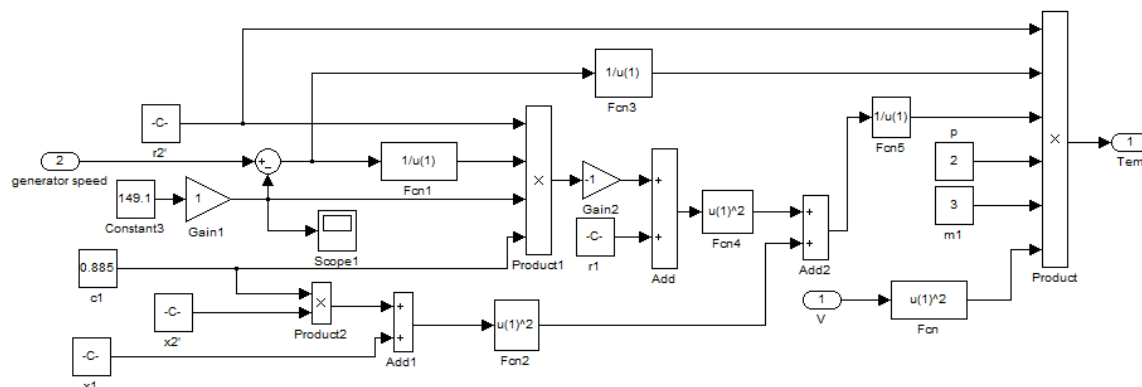 1/u(1)
Fcn3
-C-
r2'
2
generator speed
1/u(1)
Fcn1
149.1
Constant3
1
Gain1
Scope1
×
Product1
-1
Gain2
-C-
r1
Add
u(1)^2
Fcn4
Add2
1/u(1)
Fcn5
p
2
3
m1
×
Product
1
Tem
0.885
c1
-C-
x2'
×
Product2
-C-
x1
Add1
u(1)^2
Fcn2
1
V
u(1)^2
Fcn